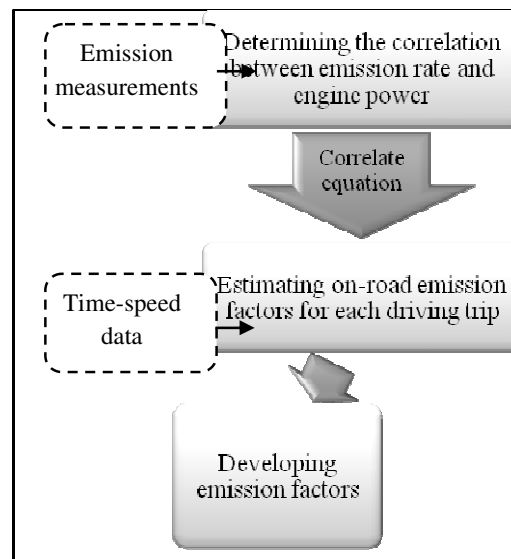 Emission
measurements
Determining the correlation
between emission rate and
engine power
Correlate
equation
Time-speed
data
Estimating on-road emission
factors for each driving trip
Developing
emission factors